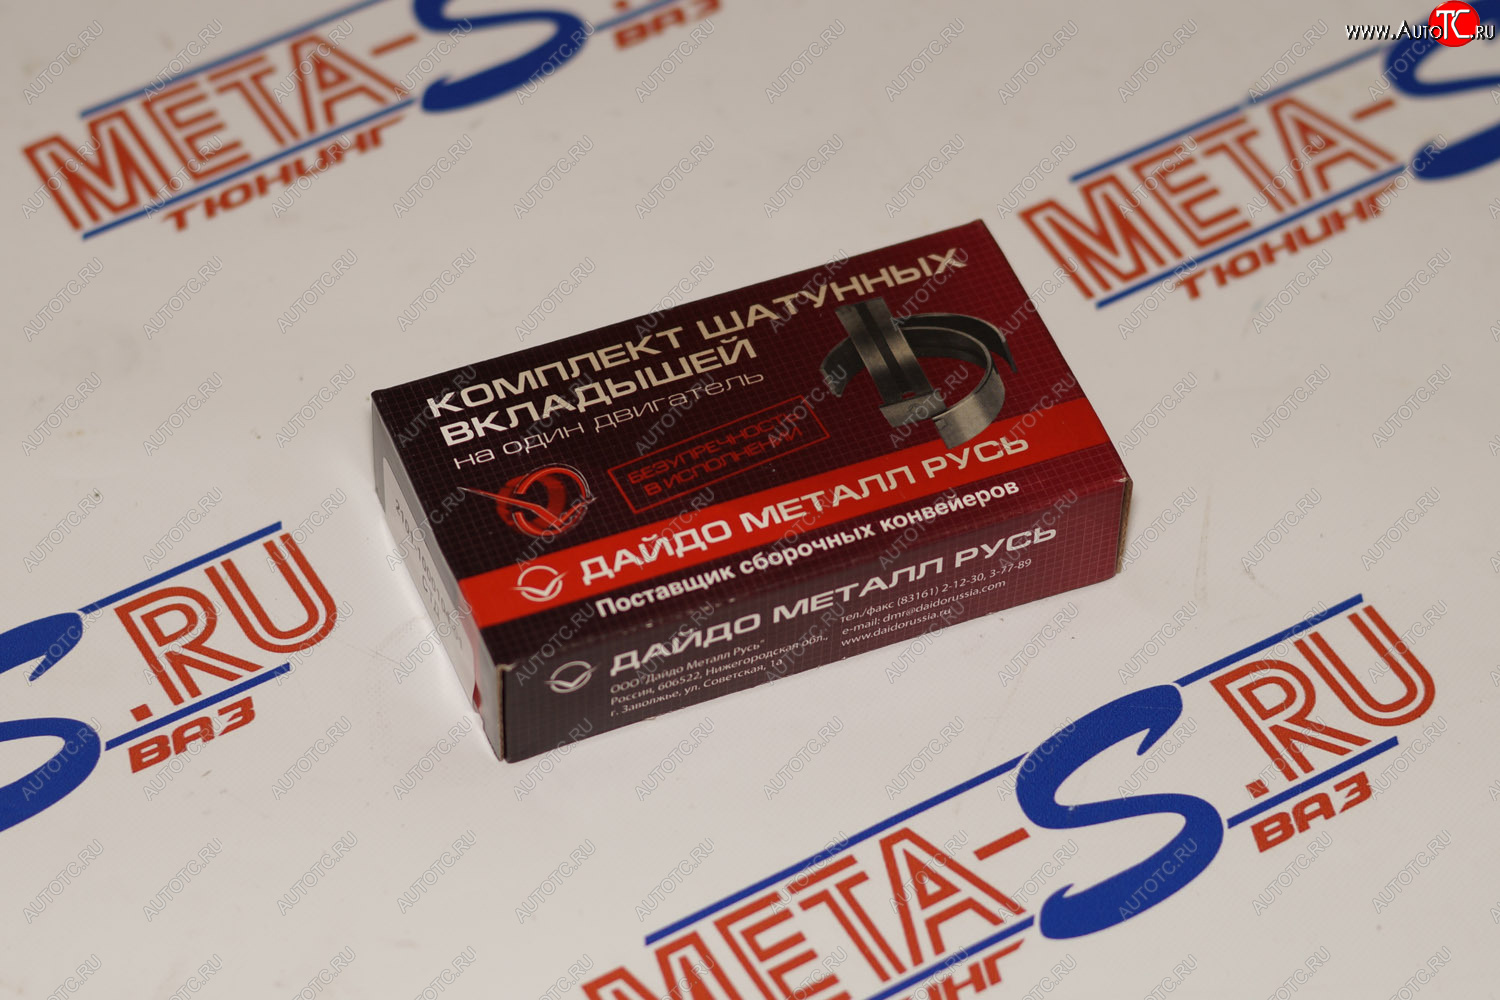 www.AutoTC.ru
META-S
ТЮНИНГ
ВАЗ
META-S
ТЮНИНГ
КОМПЛЕКТ ШАТУННЫХ
ВКЛАДЫШЕЙ
на один двигатель
БЕЗУПРЕЧНОСТЬ
В ИСПОЛНЕНИИ
ДАЙДО МЕТАЛЛ РУСЬ
Поставщик сборочных конвейеров
ДАЙДО МЕТАЛЛ РУСЬ
ООО "Дайдо Металл Русь"
Россия, 606522, Нижегородская обл.,
г. Заволжье, ул. Советская, 1а
тел./факс (83161) 2-12-30, 3-77-89
e-mail: dmr@daidorussia.com
www.daidorussia.ru
S.RU
ВАЗ
META-S.RU
ТЮНИНГ
ВАЗ
AUTOTC.RU